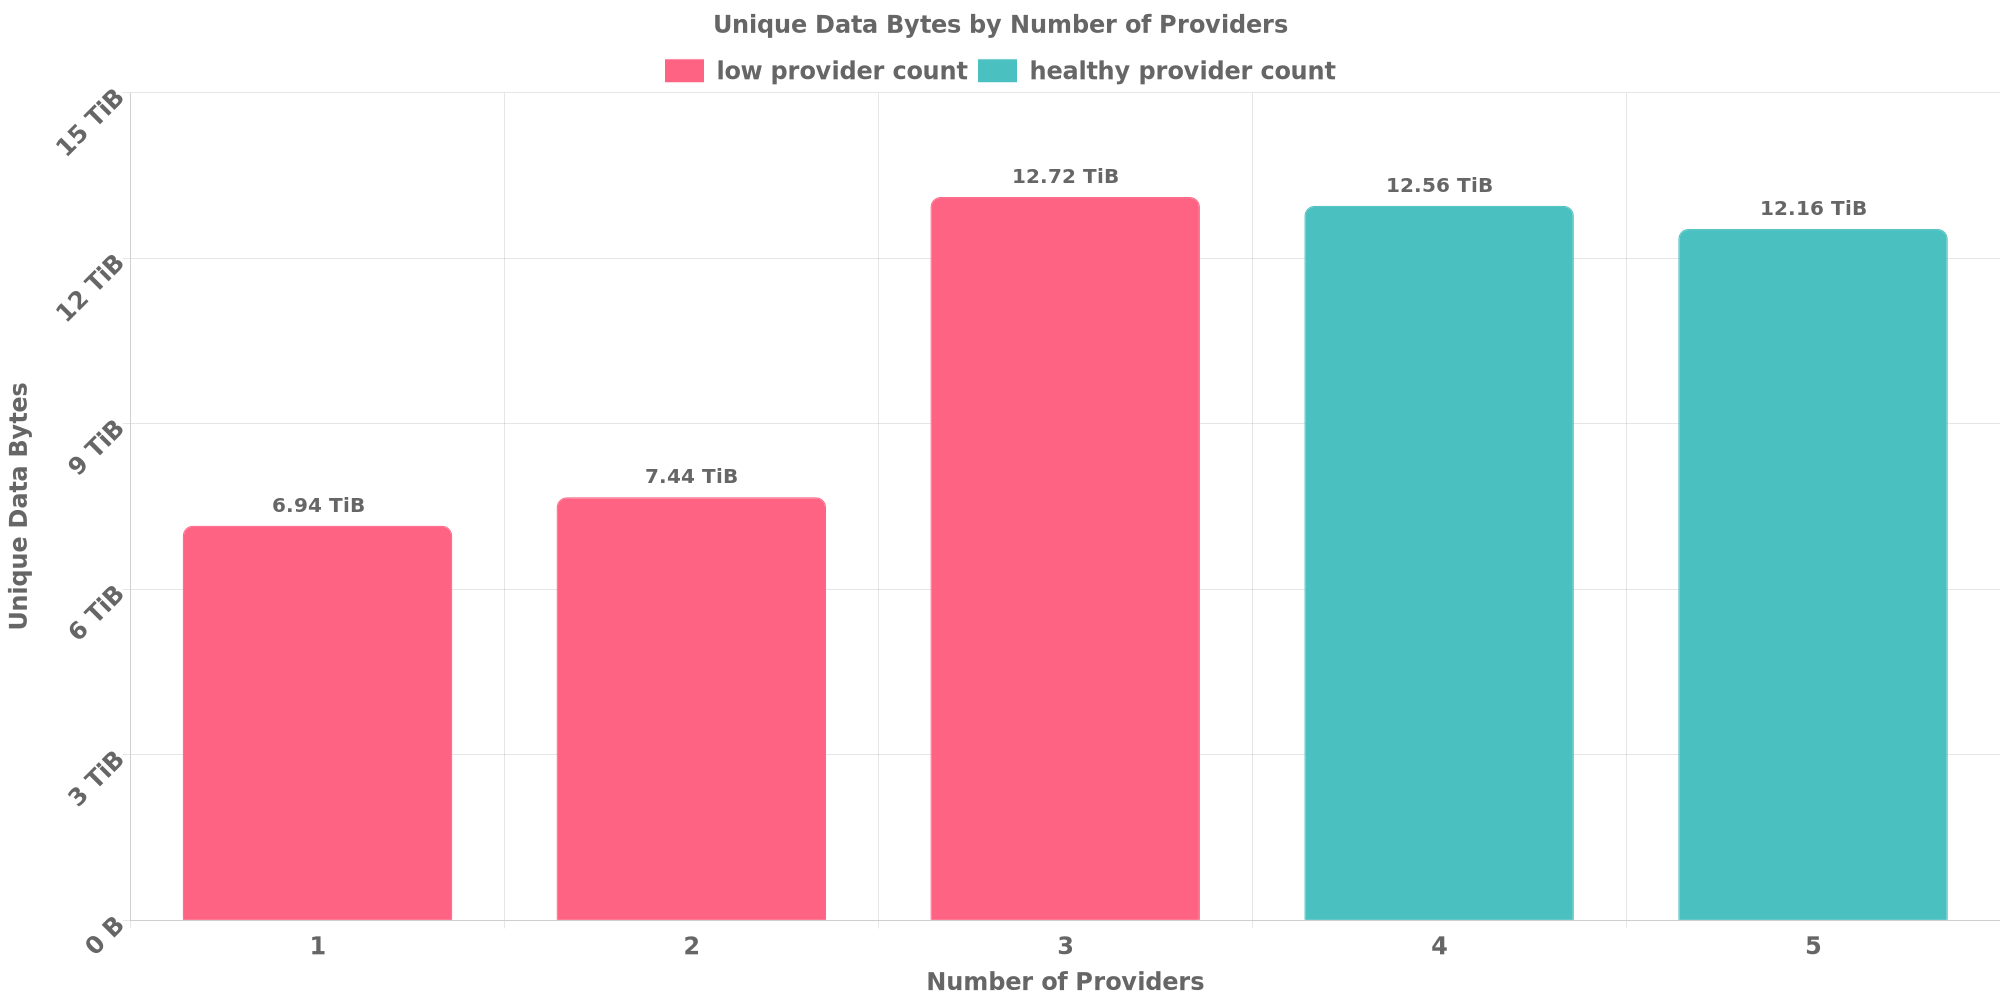 Unique Data Bytes by Number of Providers
low provider count healthy provider count
15 TiB
12 TiB
9 TiB
6 TiB
3 TiB
0 B
Unique Data Bytes
6.94 TiB
7.44 TiB
12.72 TiB
12.56 TiB
12.16 TiB
1 2 3 4 5
Number of Providers